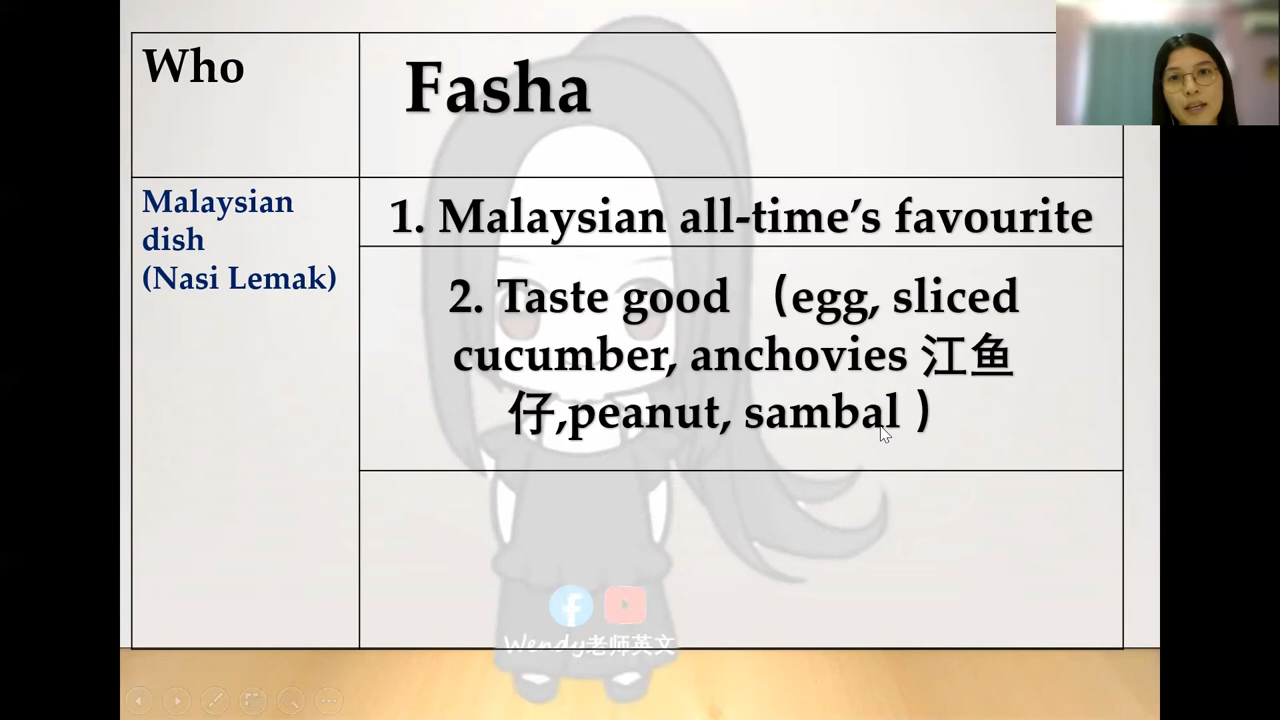 Who
Fasha
Malaysian
dish
(Nasi Lemak)
1. Malaysian all-time’s favourite
2. Taste good （egg, sliced
cucumber, anchovies 江鱼
仔,peanut, sambal ）
Wendy老师英文